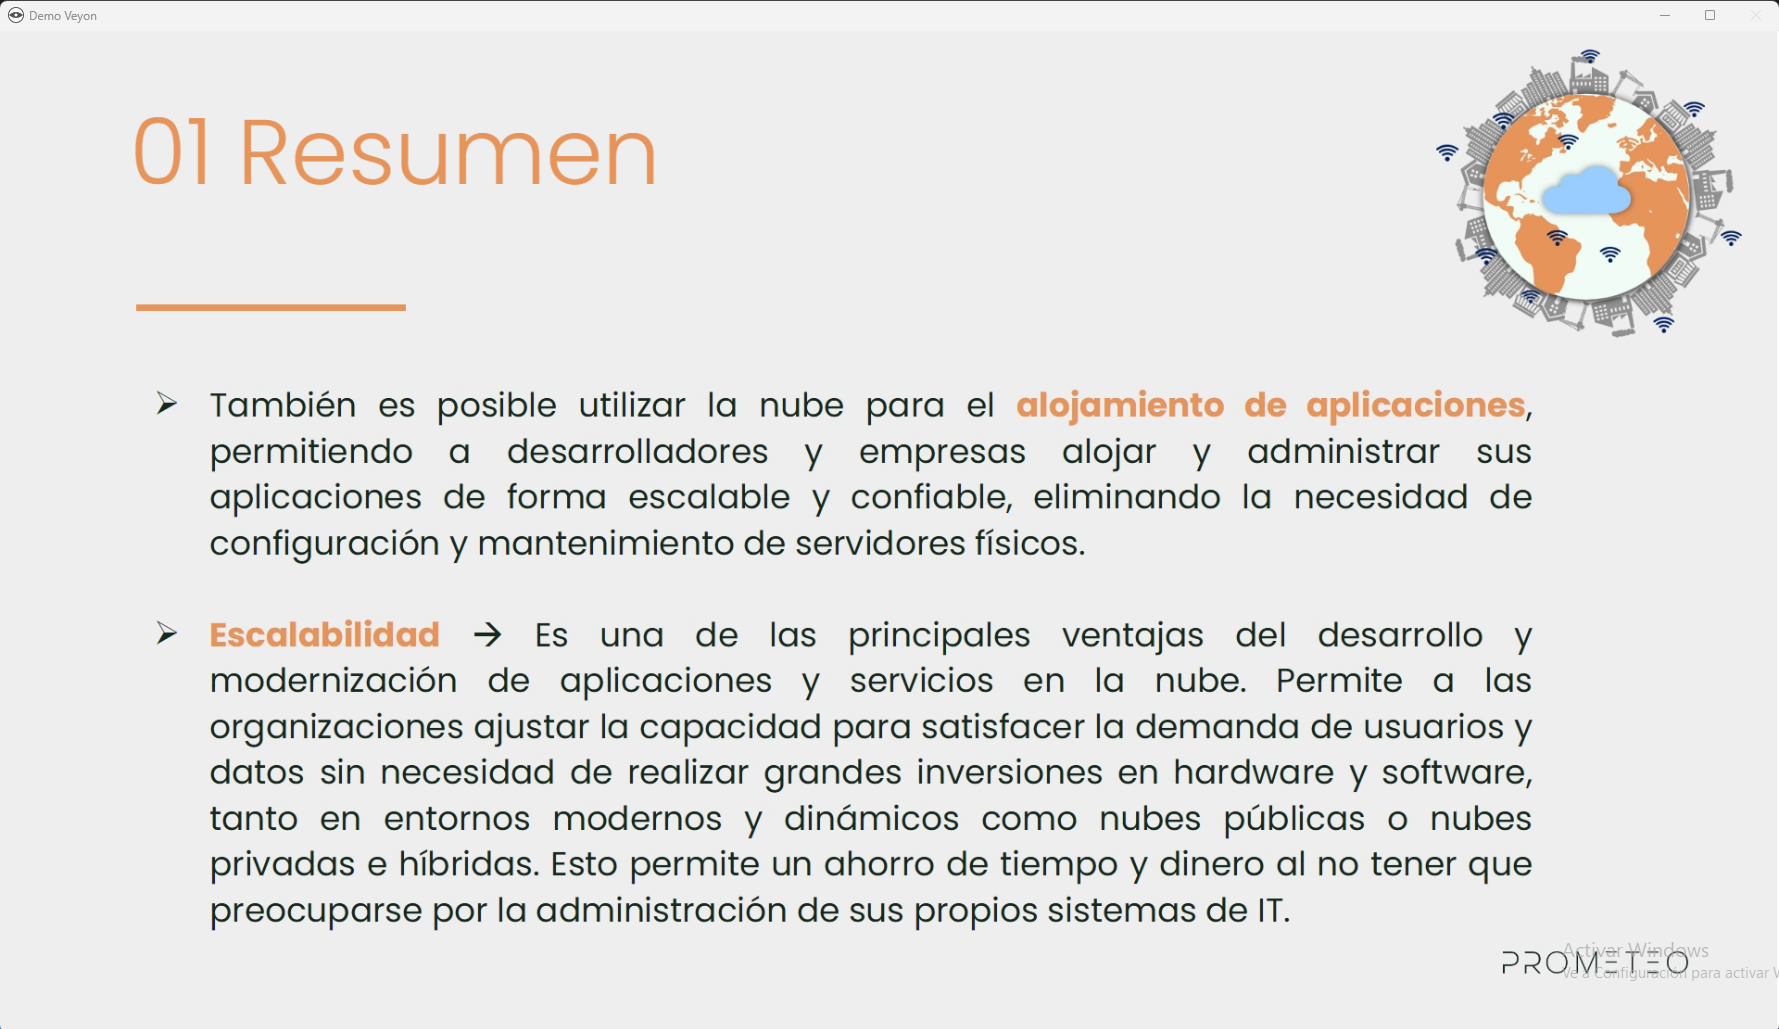 Demo Veyon
01 Resumen
También es posible utilizar la nube para el alojamiento de aplicaciones,
permitiendo a desarrolladores y empresas alojar y administrar sus
aplicaciones de forma escalable y confiable, eliminando la necesidad de
configuración y mantenimiento de servidores físicos.
Escalabilidad → Es una de las principales ventajas del desarrollo y
modernización de aplicaciones y servicios en la nube. Permite a las
organizaciones ajustar la capacidad para satisfacer la demanda de usuarios y
datos sin necesidad de realizar grandes inversiones en hardware y software,
tanto en entornos modernos y dinámicos como nubes públicas o nubes
privadas e híbridas. Esto permite un ahorro de tiempo y dinero al no tener que
preocuparse por la administración de sus propios sistemas de IT.
Activar Windows
PROMETEO
Ve a Configuración para activar W